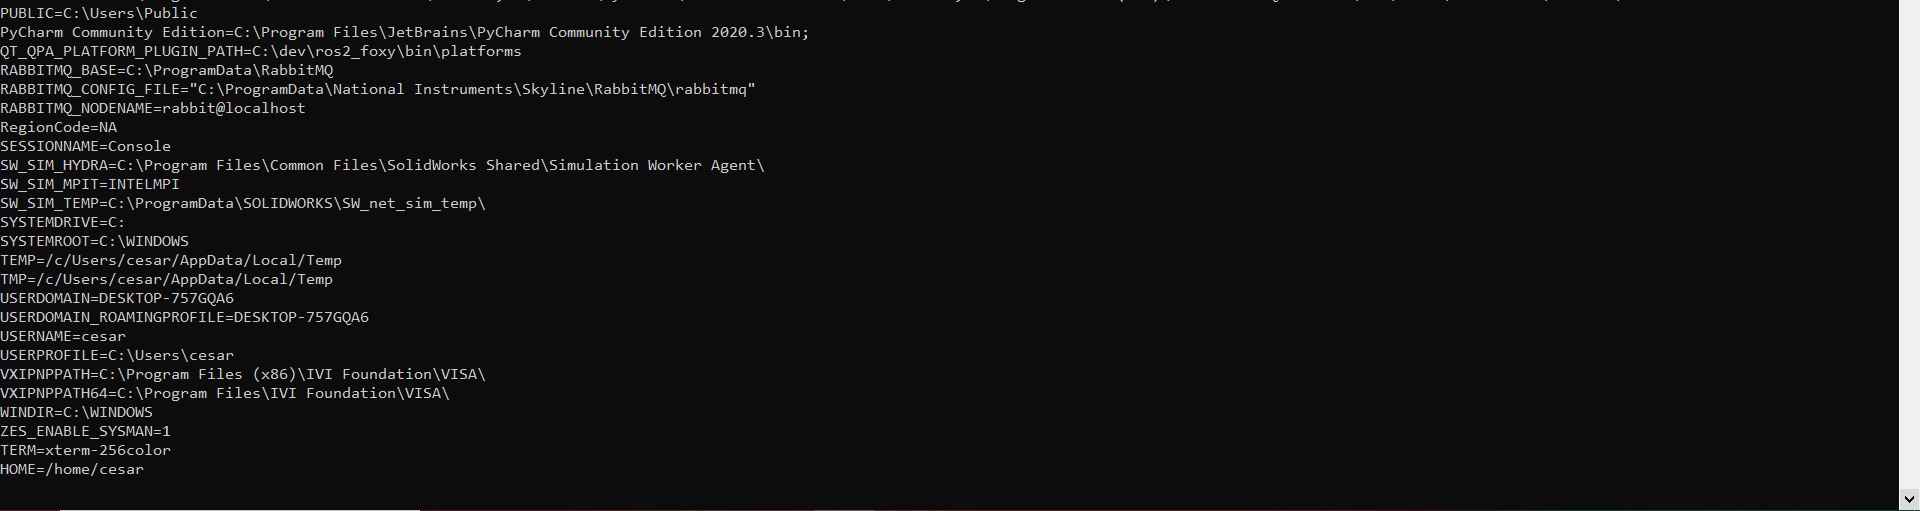 PUBLIC=C:\Users\Public
PyCharm Community Edition=C:\Program Files\JetBrains\PyCharm Community Edition 2020.3\bin;
QT_QPA_PLATFORM_PLUGIN_PATH=C:\dev\ros2_foxy\bin\platforms
RABBITMQ_BASE=C:\ProgramData\RabbitMQ
RABBITMQ_CONFIG_FILE="C:\ProgramData\National Instruments\Skyline\RabbitMQ\rabbitmq"
RABBITMQ_NODENAME=rabbit@localhost
RegionCode=NA
SESSIONNAME=Console
SW_SIM_HYDRA=C:\Program Files\Common Files\SolidWorks Shared\Simulation Worker Agent\
SW_SIM_MPIT=INTELMPI
SW_SIM_TEMP=C:\ProgramData\SOLIDWORKS\SW_net_sim_temp\
SYSTEMDRIVE=C:
SYSTEMROOT=C:\WINDOWS
TEMP=/c/Users/cesar/AppData/Local/Temp
TMP=/c/Users/cesar/AppData/Local/Temp
USERDOMAIN=DESKTOP-757GQA6
USERDOMAIN_ROAMINGPROFILE=DESKTOP-757GQA6
USERNAME=cesar
USERPROFILE=C:\Users\cesar
VXIPNPPATH=C:\Program Files (x86)\IVI Foundation\VISA\
VXIPNPPATH64=C:\Program Files\IVI Foundation\VISA\
WINDIR=C:\WINDOWS
ZES_ENABLE_SYSMAN=1
TERM=xterm-256color
HOME=/home/cesar